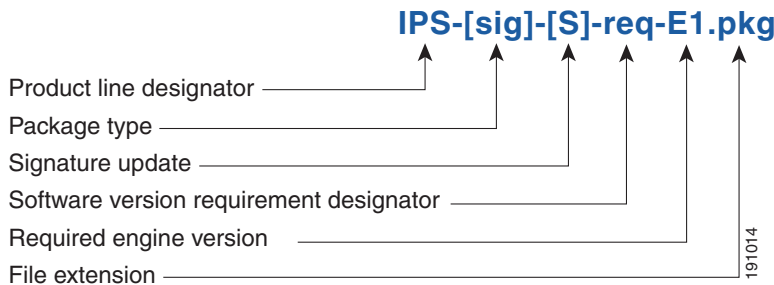 IPS-[sig]-[S]-req-E1.pkg
Product line designator
Package type
Signature update
Software version requirement designator
Required engine version
File extension
191014